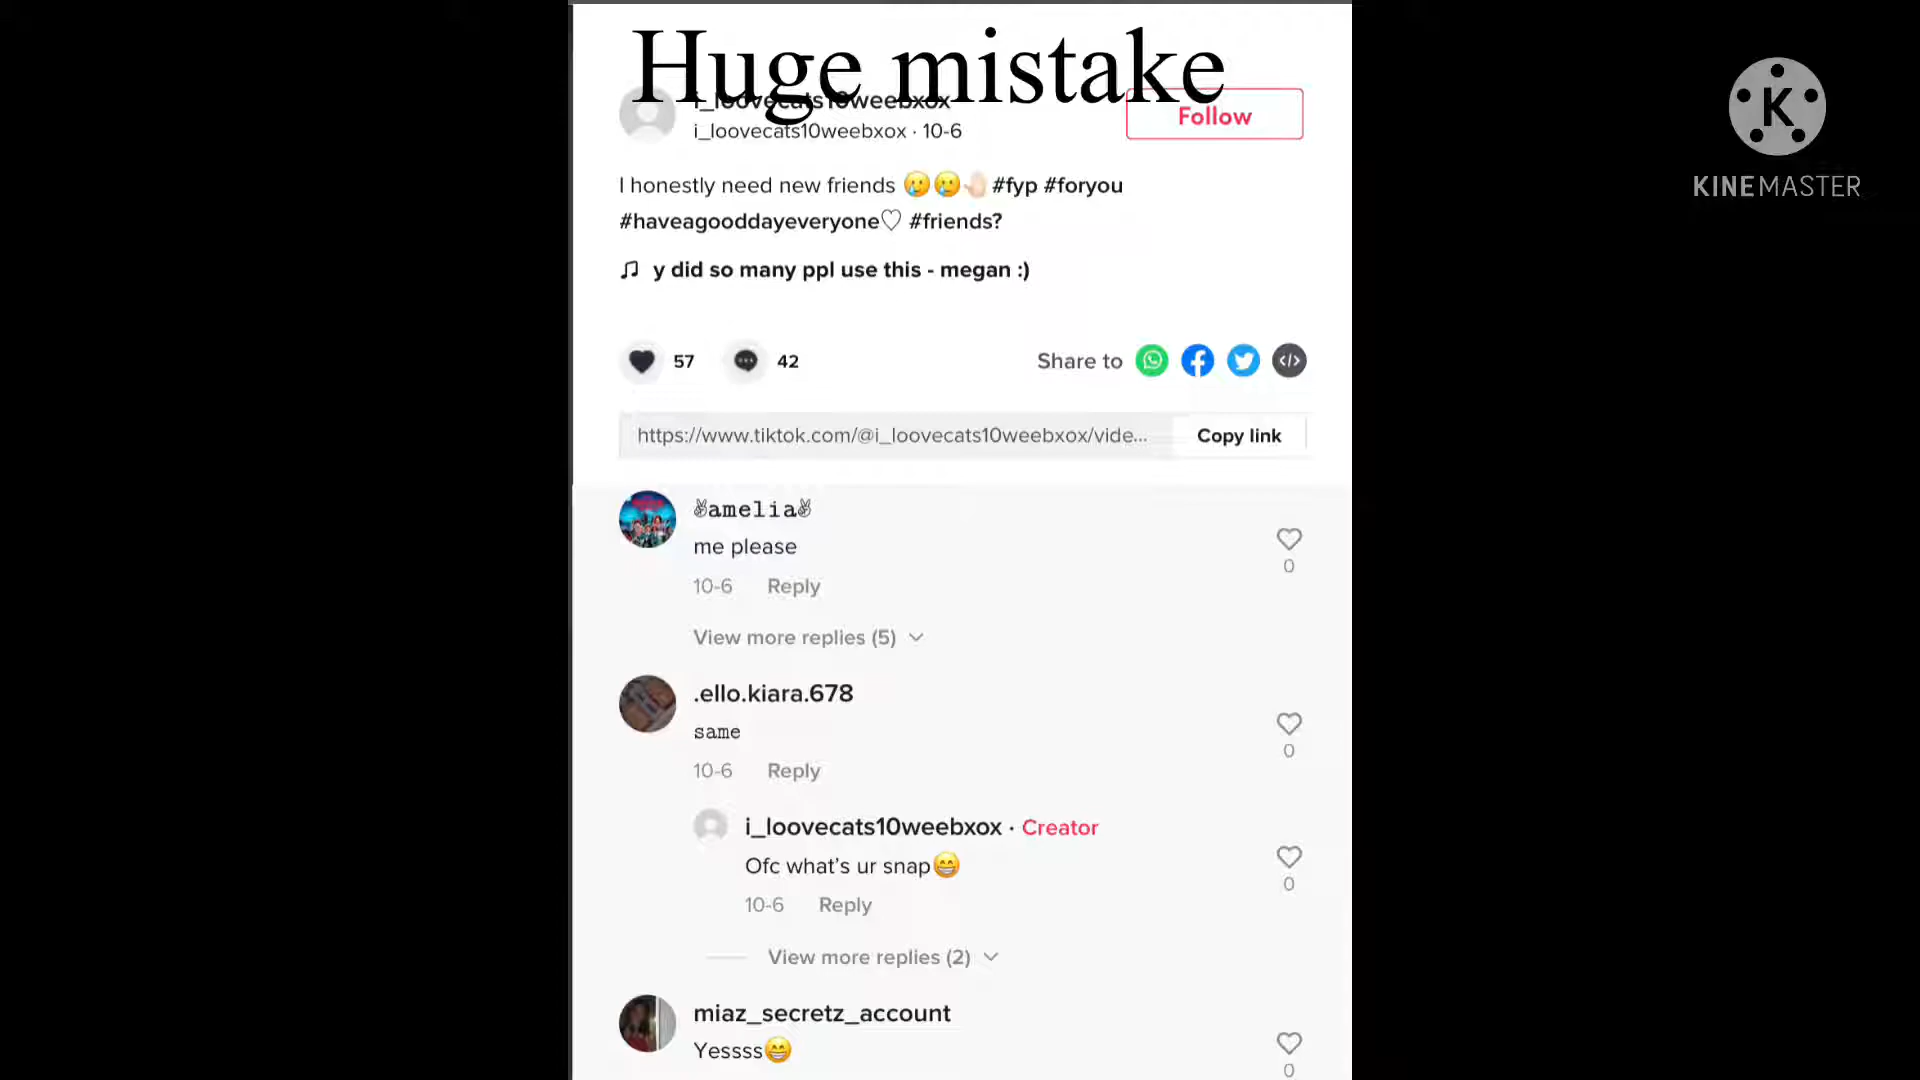 Huge mistake
i_loovecats10weebxox
i_loovecats10weebxox · 10-6
Follow
I honestly need new friends 🥲🥲🤚🏻 #fyp #foryou
#haveagooddayeveryone♡ #friends?
♫ y did so many ppl use this - megan :)
57
42
Share to
https://www.tiktok.com/@i_loovecats10weebxox/vide...
Copy link
✌amelia✌
me please
0
10-6 Reply
View more replies (5)
.ello.kiara.678
same
0
10-6 Reply
i_loovecats10weebxox · Creator
Ofc what's ur snap😁
0
10-6 Reply
View more replies (2)
miaz_secretz_account
Yessss😁
0
K
KINEMASTER